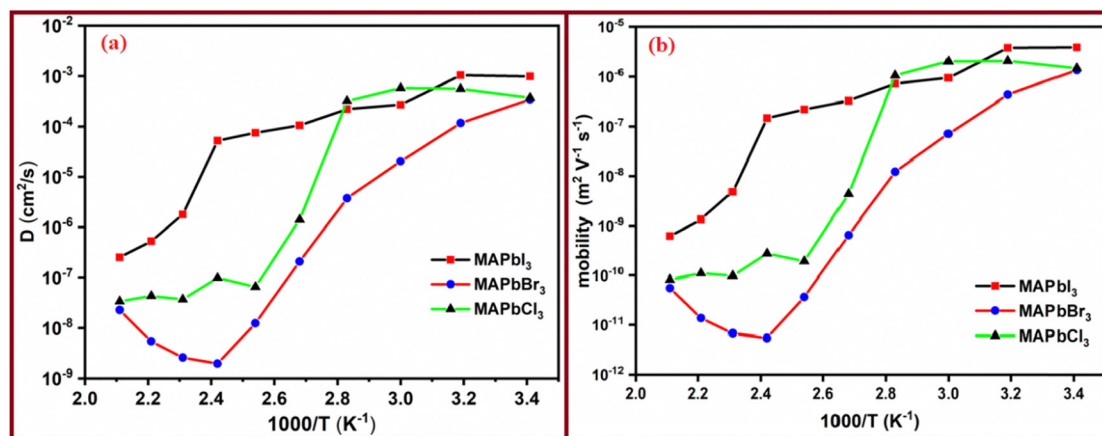 (a)
10⁻²
10⁻³
10⁻⁴
10⁻⁵
10⁻⁶
10⁻⁷
10⁻⁸
10⁻⁹
D (cm²/s)
MAPbI₃
MAPbBr₃
MAPbCl₃
2.0 2.2 2.4 2.6 2.8 3.0 3.2 3.4
1000/T (K⁻¹)
(b)
10⁻⁵
10⁻⁶
10⁻⁷
10⁻⁸
10⁻⁹
10⁻¹⁰
10⁻¹¹
10⁻¹²
mobility (m² V⁻¹ s⁻¹)
MAPbI₃
MAPbBr₃
MAPbCl₃
2.0 2.2 2.4 2.6 2.8 3.0 3.2 3.4
1000/T (K⁻¹)